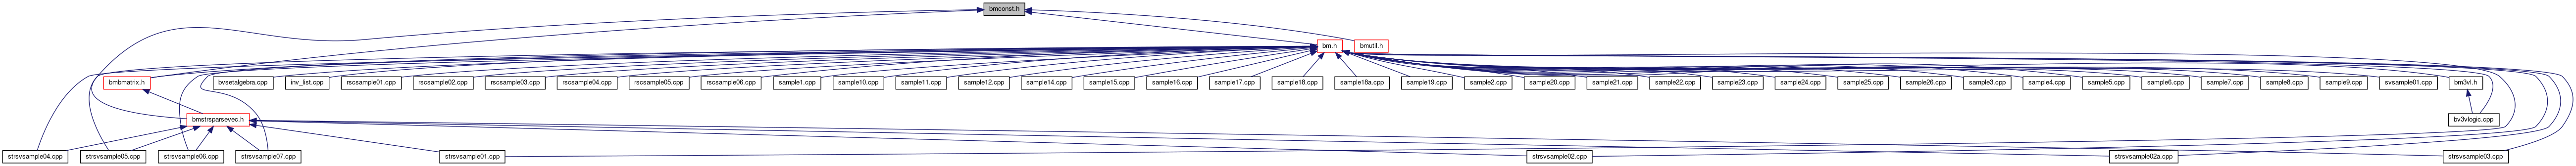 bmconst.h
bm.h
bmutil.h
bmbmatrix.h
bvsetalgebra.cpp
inv_list.cpp
rscsample01.cpp
rscsample02.cpp
rscsample03.cpp
rscsample04.cpp
rscsample05.cpp
rscsample06.cpp
sample1.cpp
sample10.cpp
sample11.cpp
sample12.cpp
sample14.cpp
sample15.cpp
sample16.cpp
sample17.cpp
sample18.cpp
sample18a.cpp
sample19.cpp
sample2.cpp
sample20.cpp
sample21.cpp
sample22.cpp
sample23.cpp
sample24.cpp
sample25.cpp
sample26.cpp
sample3.cpp
sample4.cpp
sample5.cpp
sample6.cpp
sample7.cpp
sample8.cpp
sample9.cpp
svsample01.cpp
bm3vl.h
bmstrsparsevec.h
bv3vlogic.cpp
strsvsample04.cpp
strsvsample05.cpp
strsvsample06.cpp
strsvsample07.cpp
strsvsample01.cpp
strsvsample02.cpp
strsvsample02a.cpp
strsvsample03.cpp